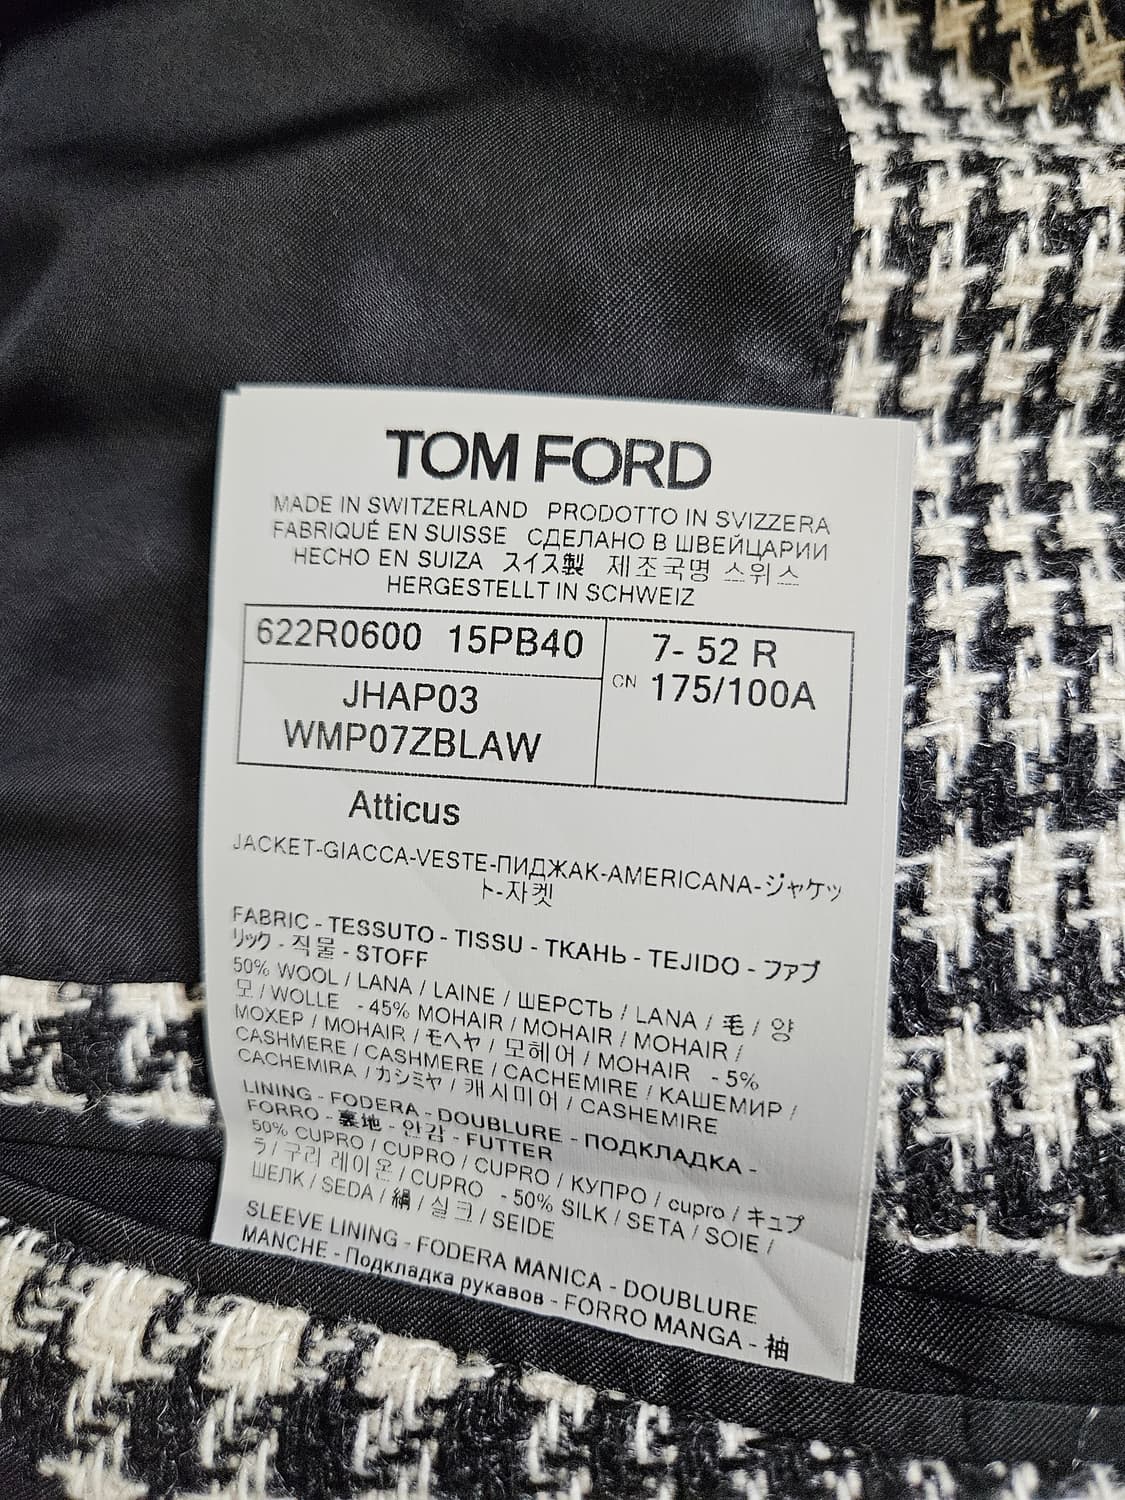 TOM FORD
MADE IN SWITZERLAND PRODOTTO IN SVIZZERA
FABRIQUÉ EN SUISSE СДЕЛАНО В ШВЕЙЦАРИИ
HECHO EN SUIZA スイス製 제조국명 스위스
HERGESTELLT IN SCHWEIZ
622R0600 15PB40
7- 52 R
CN 175/100A
JHAP03
WMP07ZBLAW
Atticus
JACKET-GIACCA-VESTE-ПИДЖАК-AMERICANA-ジャケッ
ト-자켓
FABRIC - TESSUTO - TISSU - ТКАНЬ - TEJIDO - ファブ
リック - 직물 - STOFF
50% WOOL / LANA / LAINE / ШЕРСТЬ / LANA / 毛 / 양
모 / WOLLE - 45% MOHAIR / MOHAIR / MOHAIR /
МОХЕР / MOHAIR / モヘヤ / 모헤어 / MOHAIR - 5%
CASHMERE / CASHMERE / CACHEMIRE / КАШЕМИР /
CACHEMIRA / カシミヤ / 캐시미어 / CASHEMIRE
LINING - FODERA - DOUBLURE - ПОДКЛАДКА -
FORRO - 裏地 - 안감 - FUTTER
50% CUPRO / CUPRO / CUPRO / КУПРО / cupro / キュプ
ラ / 구리 레이온 / CUPRO - 50% SILK / SETA / SOIE /
ШЕЛК / SEDA / 絹 / 실크 / SEIDE
SLEEVE LINING - FODERA MANICA - DOUBLURE
MANCHE - Подкладка рукавов - FORRO MANGA - 袖